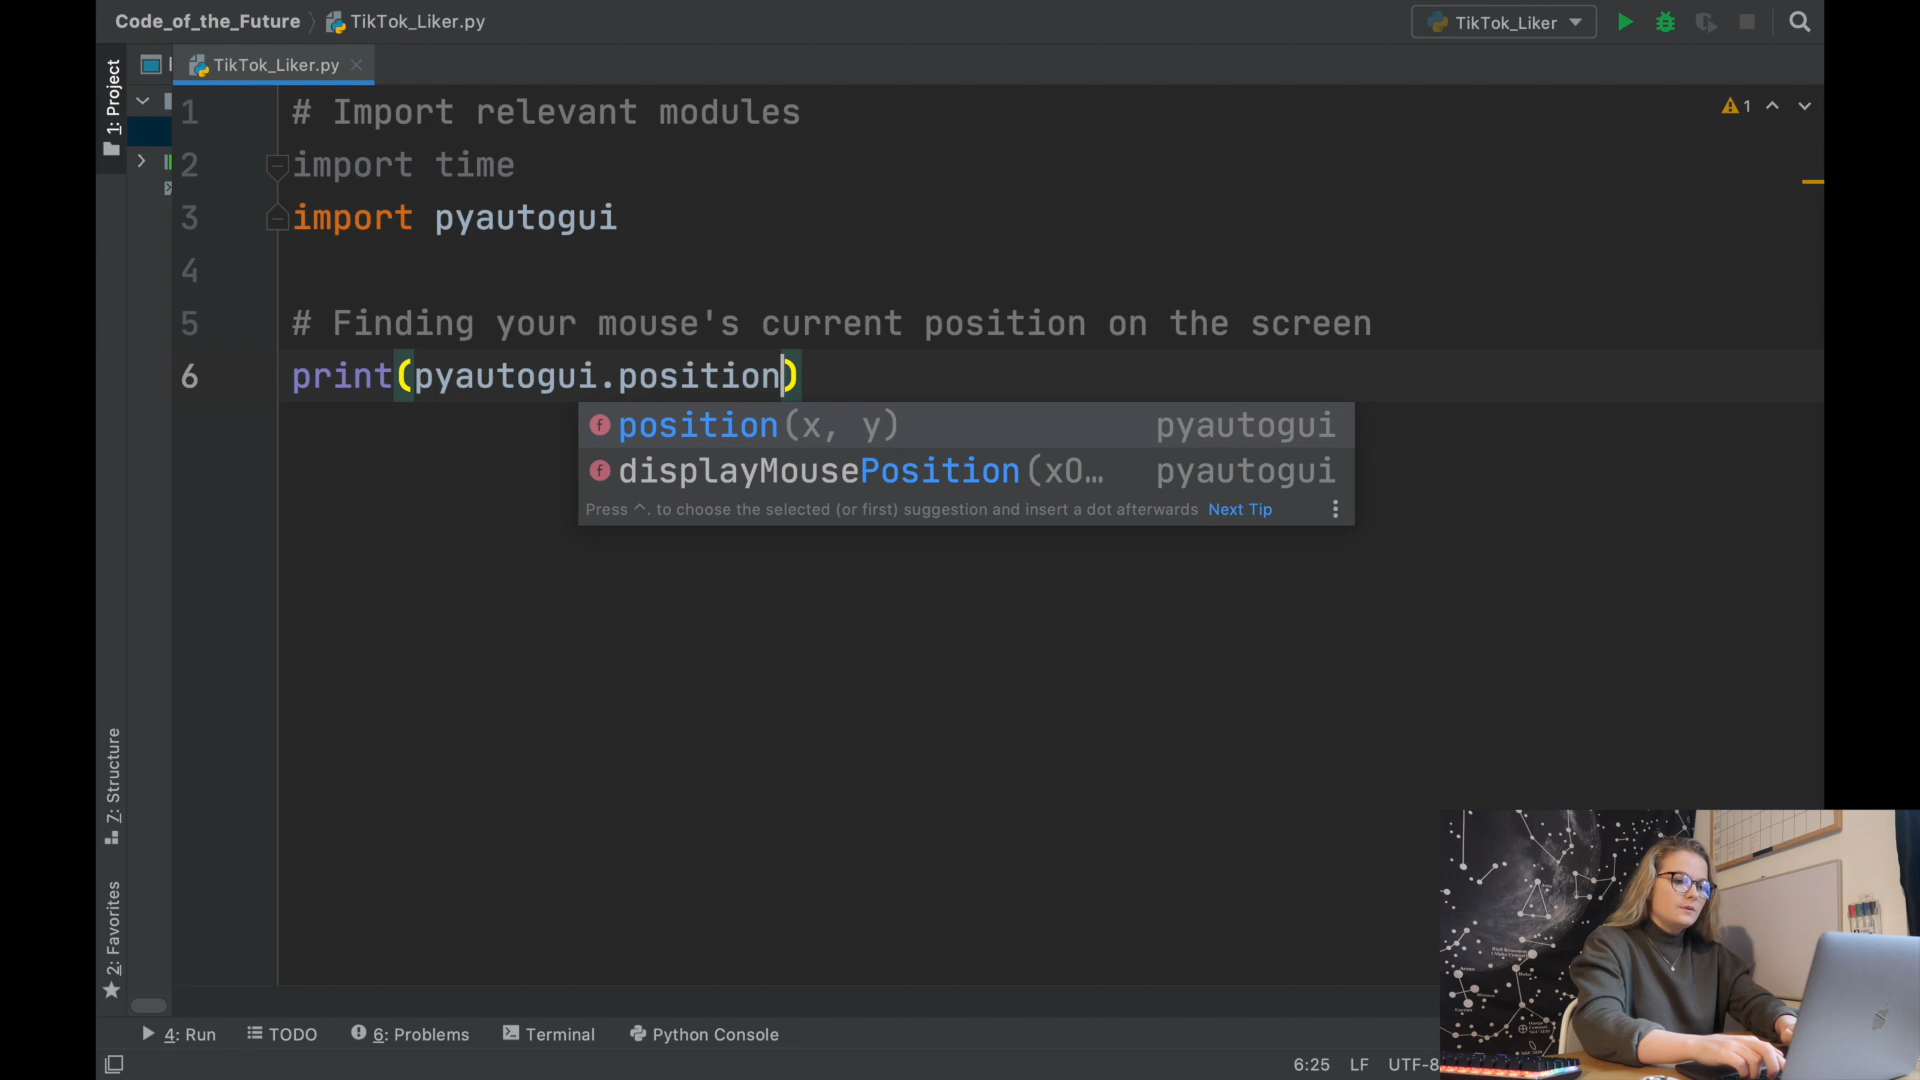 Code_of_the_Future
TikTok_Liker.py
TikTok_Liker
1: Project
TikTok_Liker.py
1
1 # Import relevant modules
2 import time
3 import pyautogui
4
5 # Finding your mouse's current position on the screen
6 print(pyautogui.position)
position(x, y) pyautogui
displayMousePosition(xO… pyautogui
Press ^. to choose the selected (or first) suggestion and insert a dot afterwards Next Tip
Z: Structure
2: Favorites
4: Run
TODO
6: Problems
Terminal
Python Console
6:25 LF UTF-8